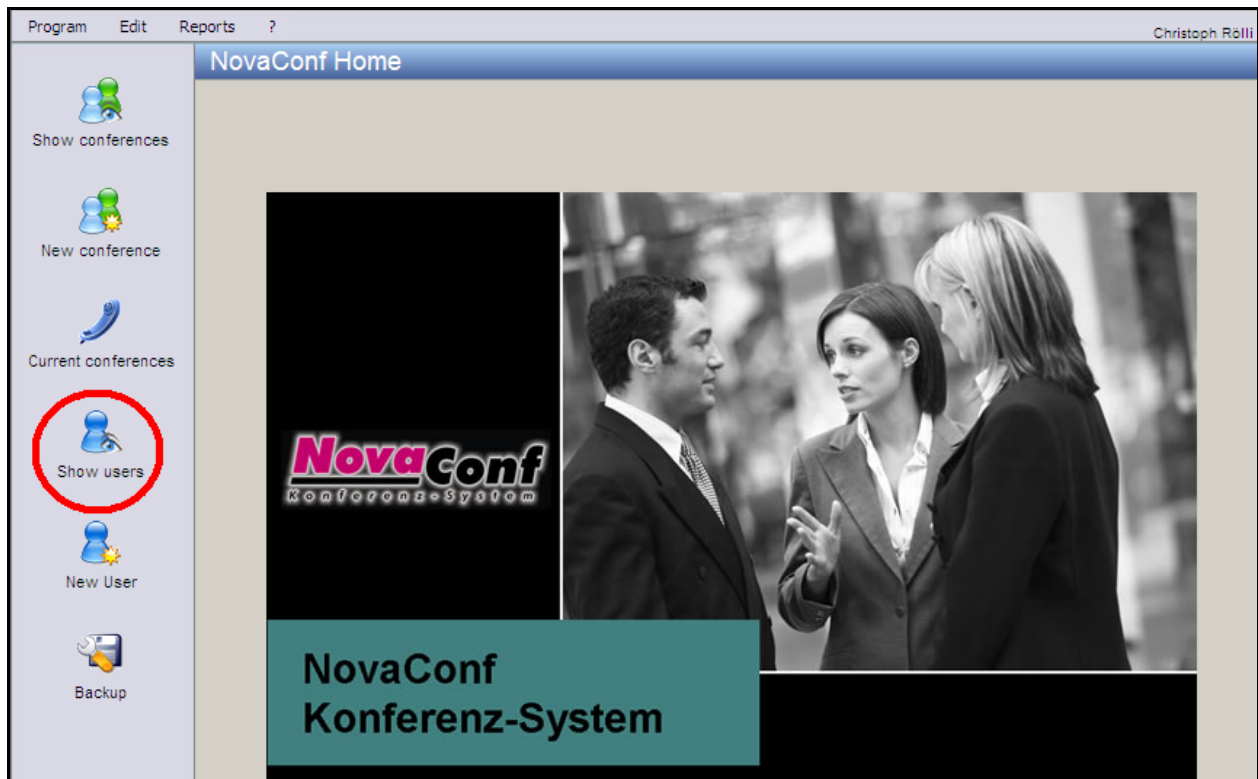 Program Edit Reports ?
Christoph Rölli
NovaConf Home
Show conferences
New conference
Current conferences
Show users
New User
Backup
NovaConf
Konferenz-System
NovaConf
Konferenz-System